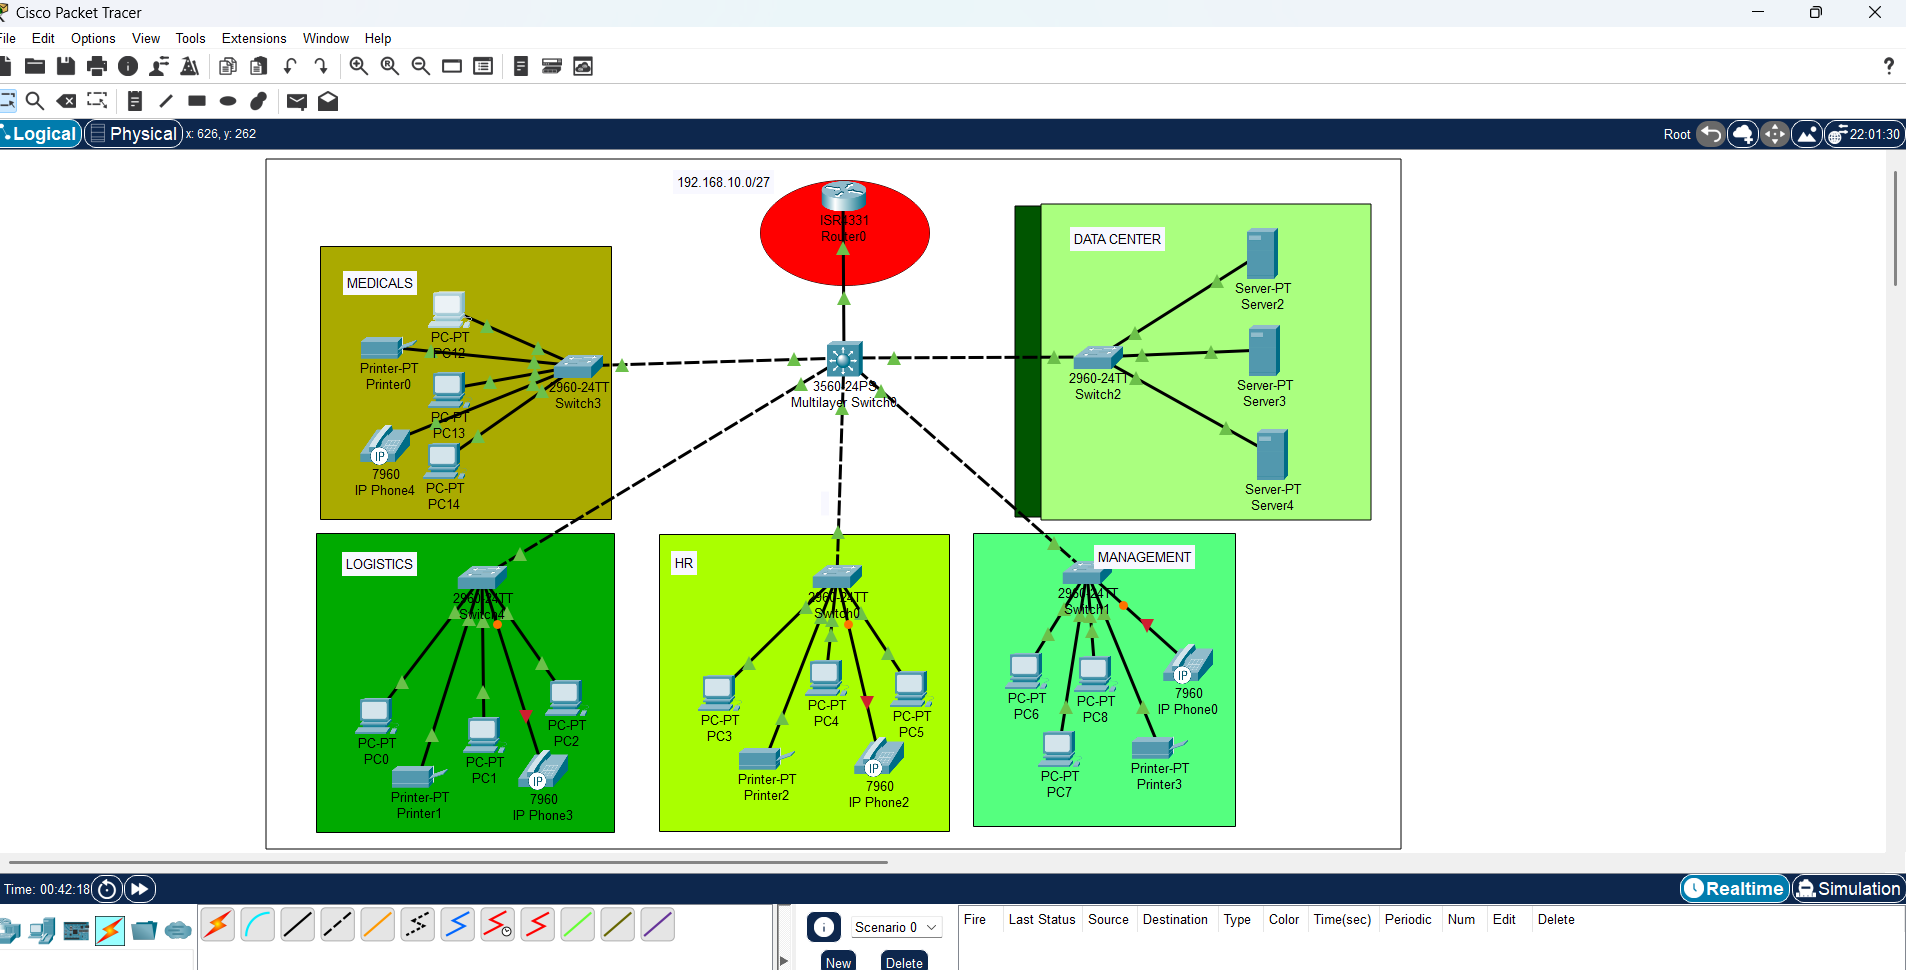 Cisco Packet Tracer
File Edit Options View Tools Extensions Window Help
?
Logical Physical x: 626, y: 262 Root 22:01:30
192.168.10.0/27
ISR4331
Router0
MEDICALS
PC-PT
PC12
Printer-PT
Printer0
PC-PT
PC13
IP
7960
IP Phone4
PC-PT
PC14
2960-24TT
Switch3
3560-24PS
Multilayer Switch0
DATA CENTER
Server-PT
Server2
2960-24TT
Switch2
Server-PT
Server3
Server-PT
Server4
LOGISTICS
2960-24TT
Switch4
PC-PT
PC0
Printer-PT
Printer1
PC-PT
PC1
PC-PT
PC2
IP
7960
IP Phone3
HR
2960-24TT
Switch0
PC-PT
PC3
PC-PT
PC4
PC-PT
PC5
Printer-PT
Printer2
IP
7960
IP Phone2
MANAGEMENT
2960-24TT
Switch1
PC-PT
PC6
PC-PT
PC8
IP
7960
IP Phone0
PC-PT
PC7
Printer-PT
Printer3
Time: 00:42:18 Realtime Simulation
Scenario 0
New Delete
Fire Last Status Source Destination Type Color Time(sec) Periodic Num Edit Delete